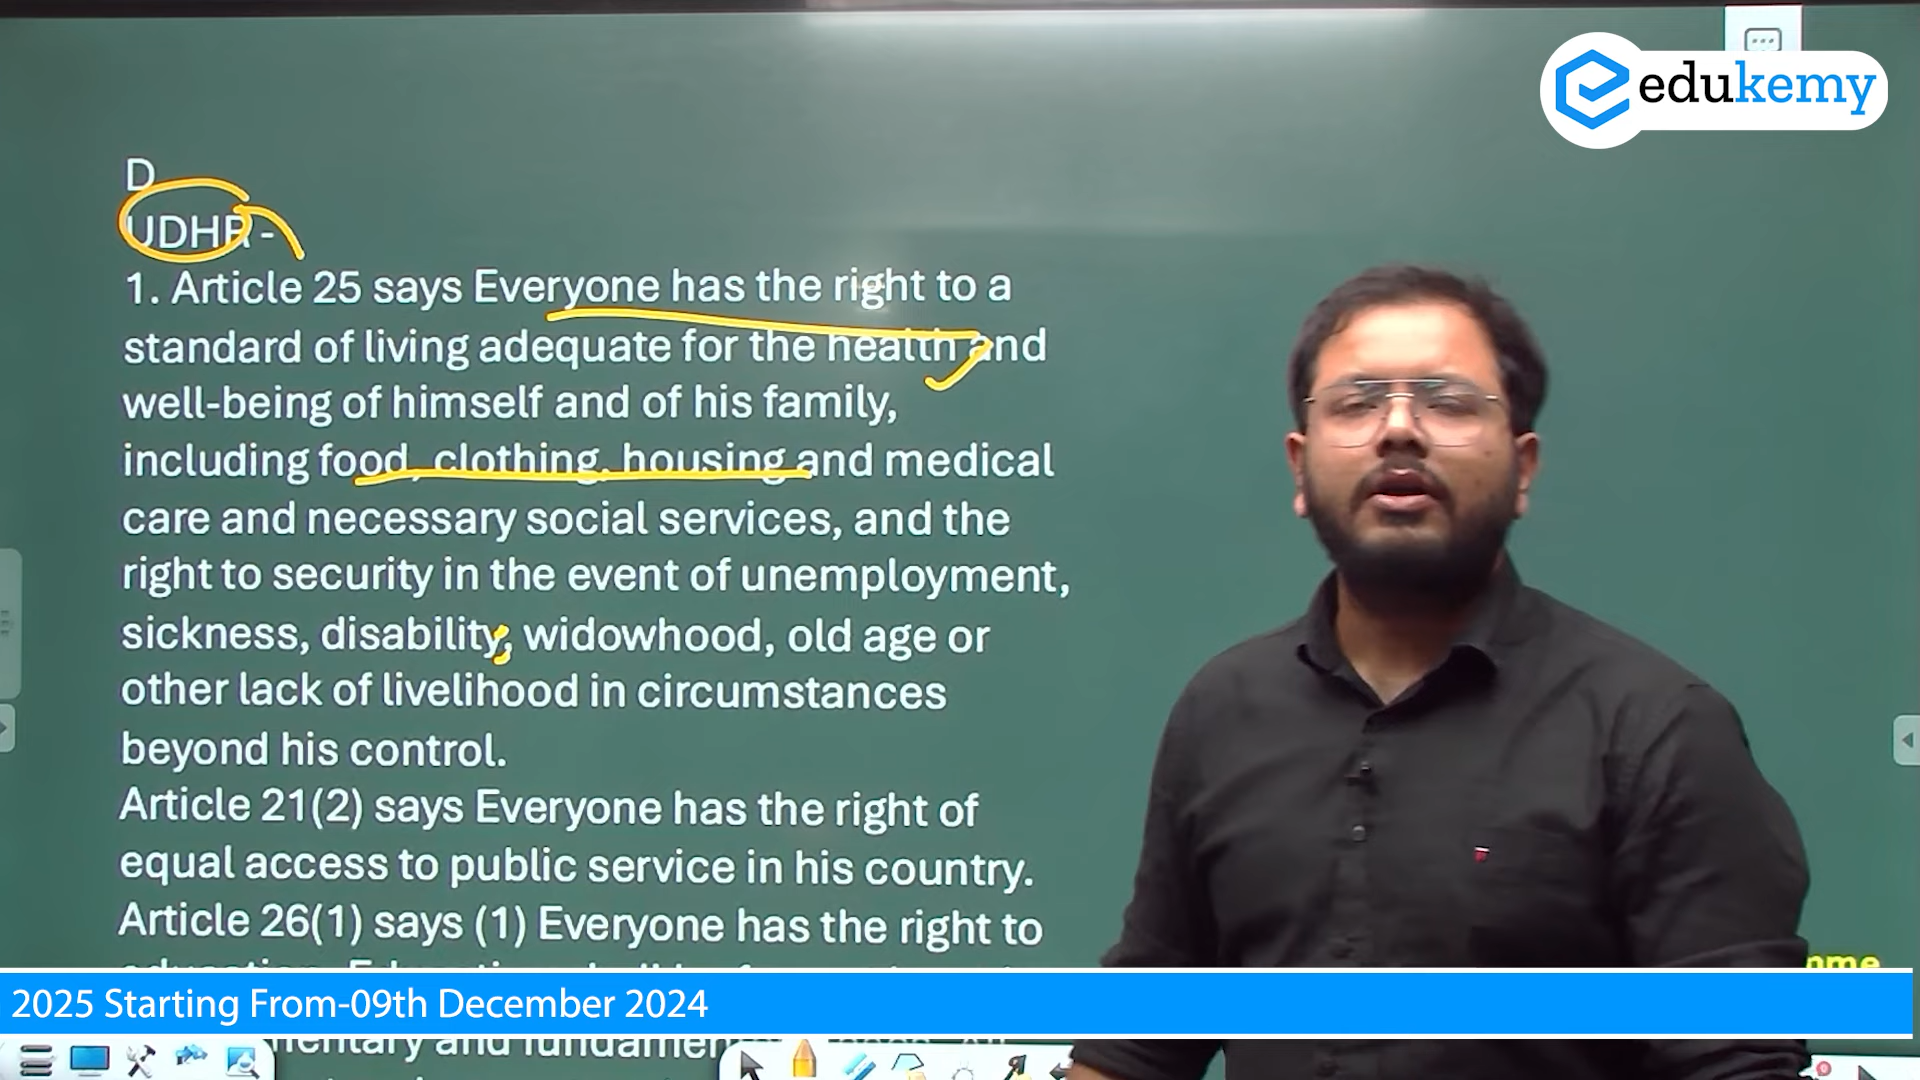 edukemy
D
UDHR -
1. Article 25 says Everyone has the right to a
standard of living adequate for the health and
well-being of himself and of his family,
including food, clothing, housing and medical
care and necessary social services, and the
right to security in the event of unemployment,
sickness, disability, widowhood, old age or
other lack of livelihood in circumstances
beyond his control.
Article 21(2) says Everyone has the right of
equal access to public service in his country.
Article 26(1) says (1) Everyone has the right to
2025 Starting From-09th December 2024